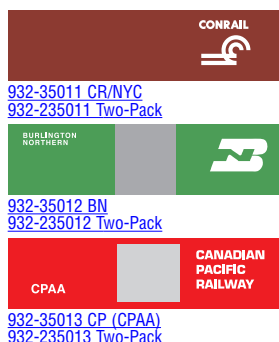 CONRAIL
932-35011 CR/NYC
932-235011 Two-Pack
BURLINGTON
NORTHERN
932-35012 BN
932-235012 Two-Pack
CPAA
CANADIAN
PACIFIC
RAILWAY
932-35013 CP (CPAA)
932-235013 Two-Pack